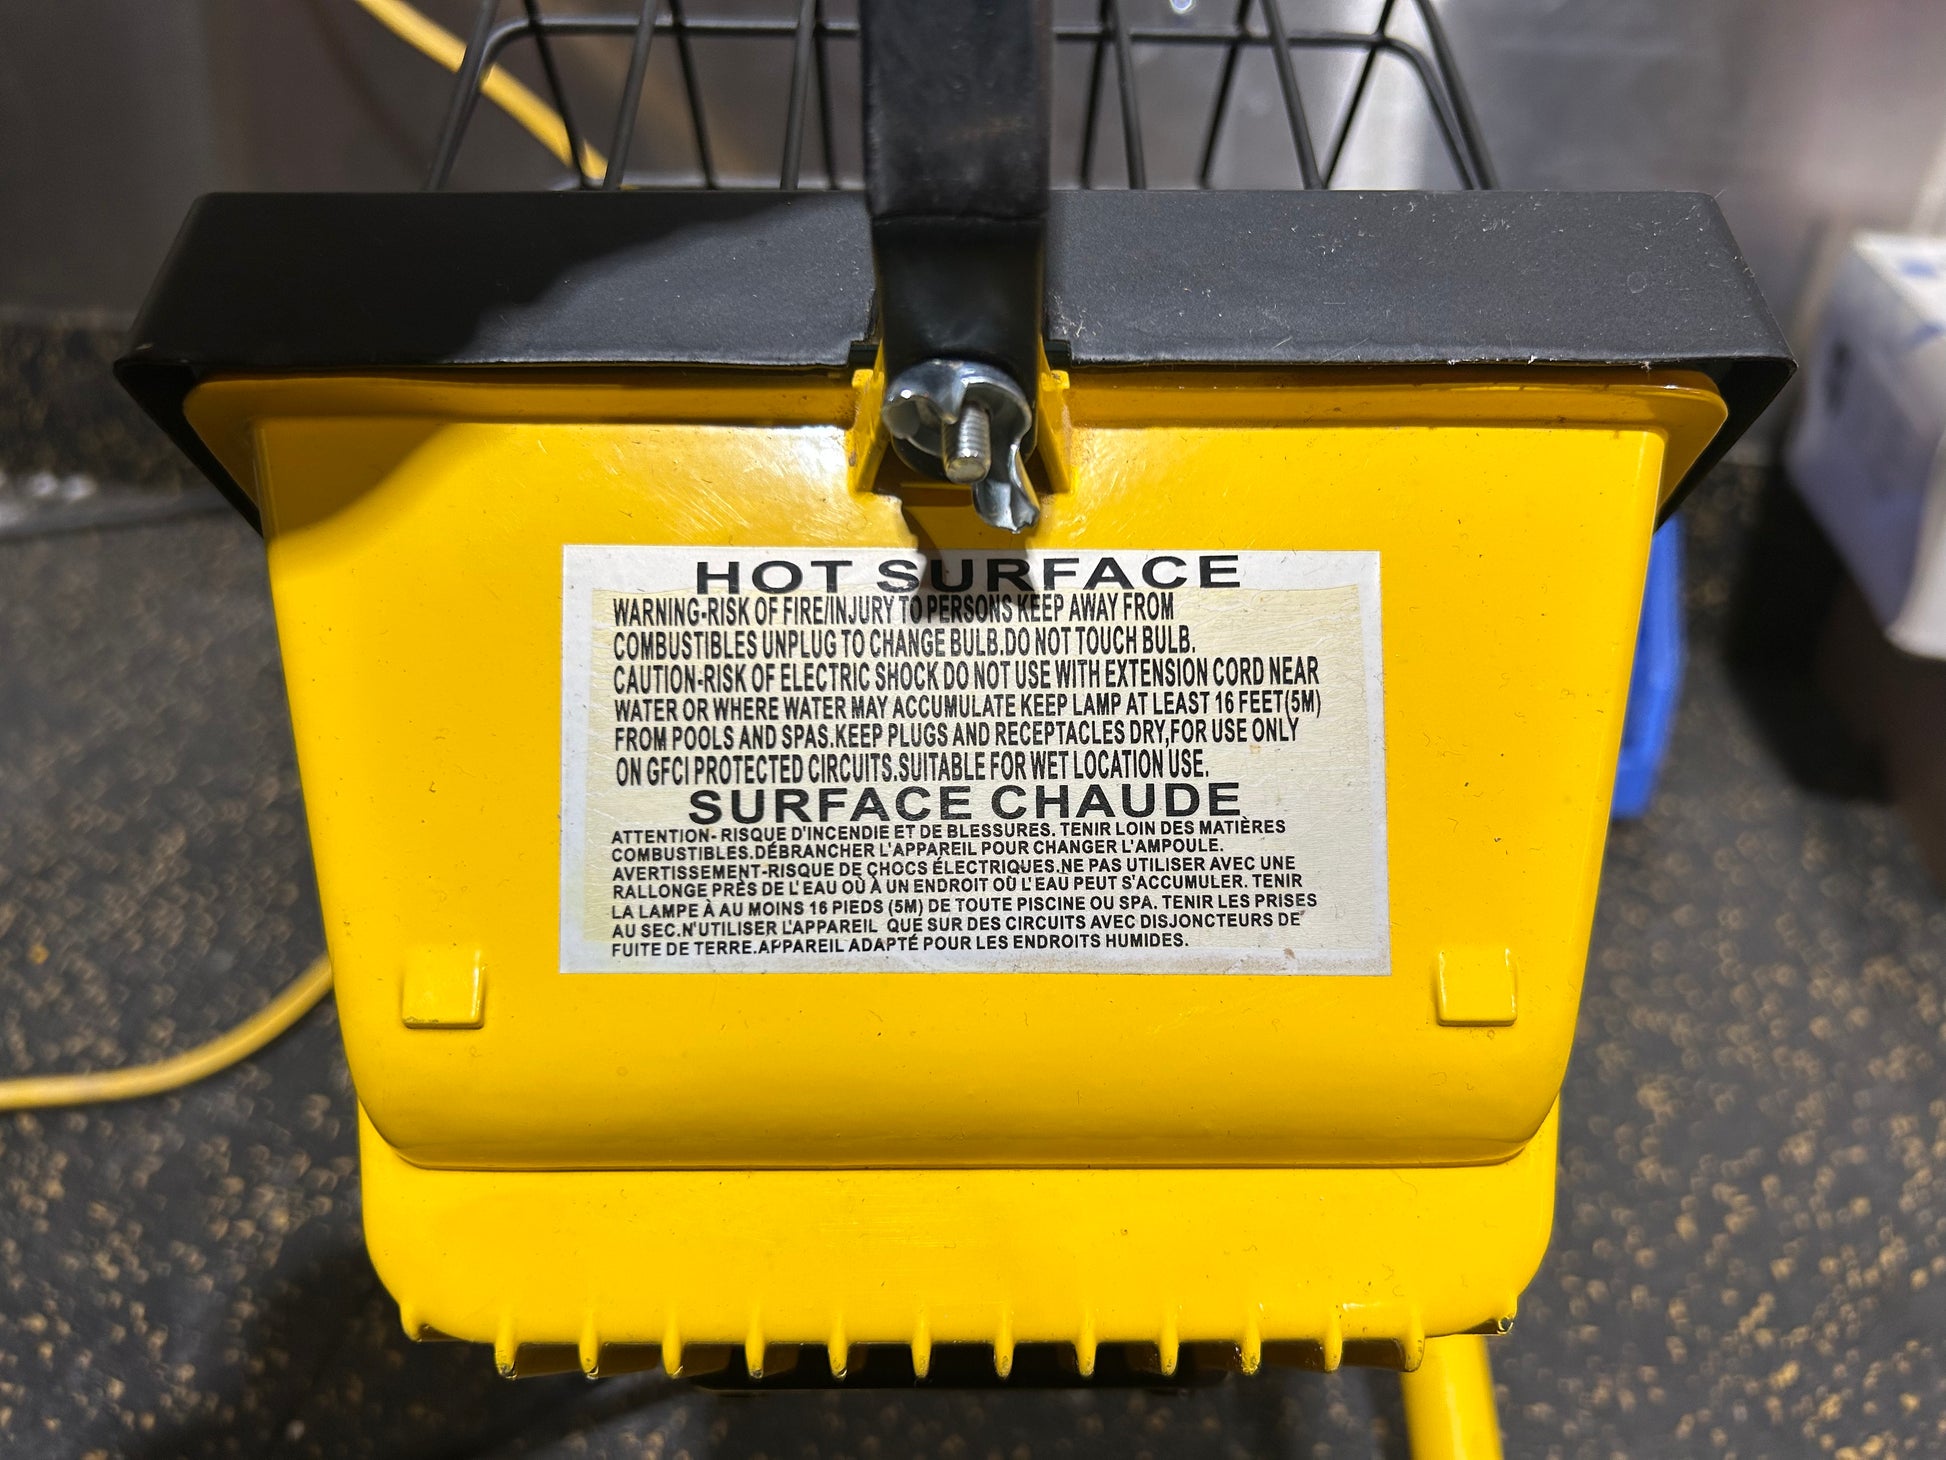 HOT SURFACE
WARNING-RISK OF FIRE/INJURY TO PERSONS KEEP AWAY FROM
COMBUSTIBLES UNPLUG TO CHANGE BULB.DO NOT TOUCH BULB.
CAUTION-RISK OF ELECTRIC SHOCK DO NOT USE WITH EXTENSION CORD NEAR
WATER OR WHERE WATER MAY ACCUMULATE KEEP LAMP AT LEAST 16 FEET(5M)
FROM POOLS AND SPAS.KEEP PLUGS AND RECEPTACLES DRY,FOR USE ONLY
ON GFCI PROTECTED CIRCUITS.SUITABLE FOR WET LOCATION USE.
SURFACE CHAUDE
ATTENTION- RISQUE D'INCENDIE ET DE BLESSURES. TENIR LOIN DES MATIÈRES
COMBUSTIBLES.DÉBRANCHER L'APPAREIL POUR CHANGER L'AMPOULE.
AVERTISSEMENT-RISQUE DE CHOCS ÉLECTRIQUES.NE PAS UTILISER AVEC UNE
RALLONGE PRÈS DE L'EAU OÙ À UN ENDROIT OÙ L'EAU PEUT S'ACCUMULER. TENIR
LA LAMPE À AU MOINS 16 PIEDS (5M) DE TOUTE PISCINE OU SPA. TENIR LES PRISES
AU SEC.N'UTILISER L'APPAREIL QUE SUR DES CIRCUITS AVEC DISJONCTEURS DE
FUITE DE TERRE.APPAREIL ADAPTÉ POUR LES ENDROITS HUMIDES.